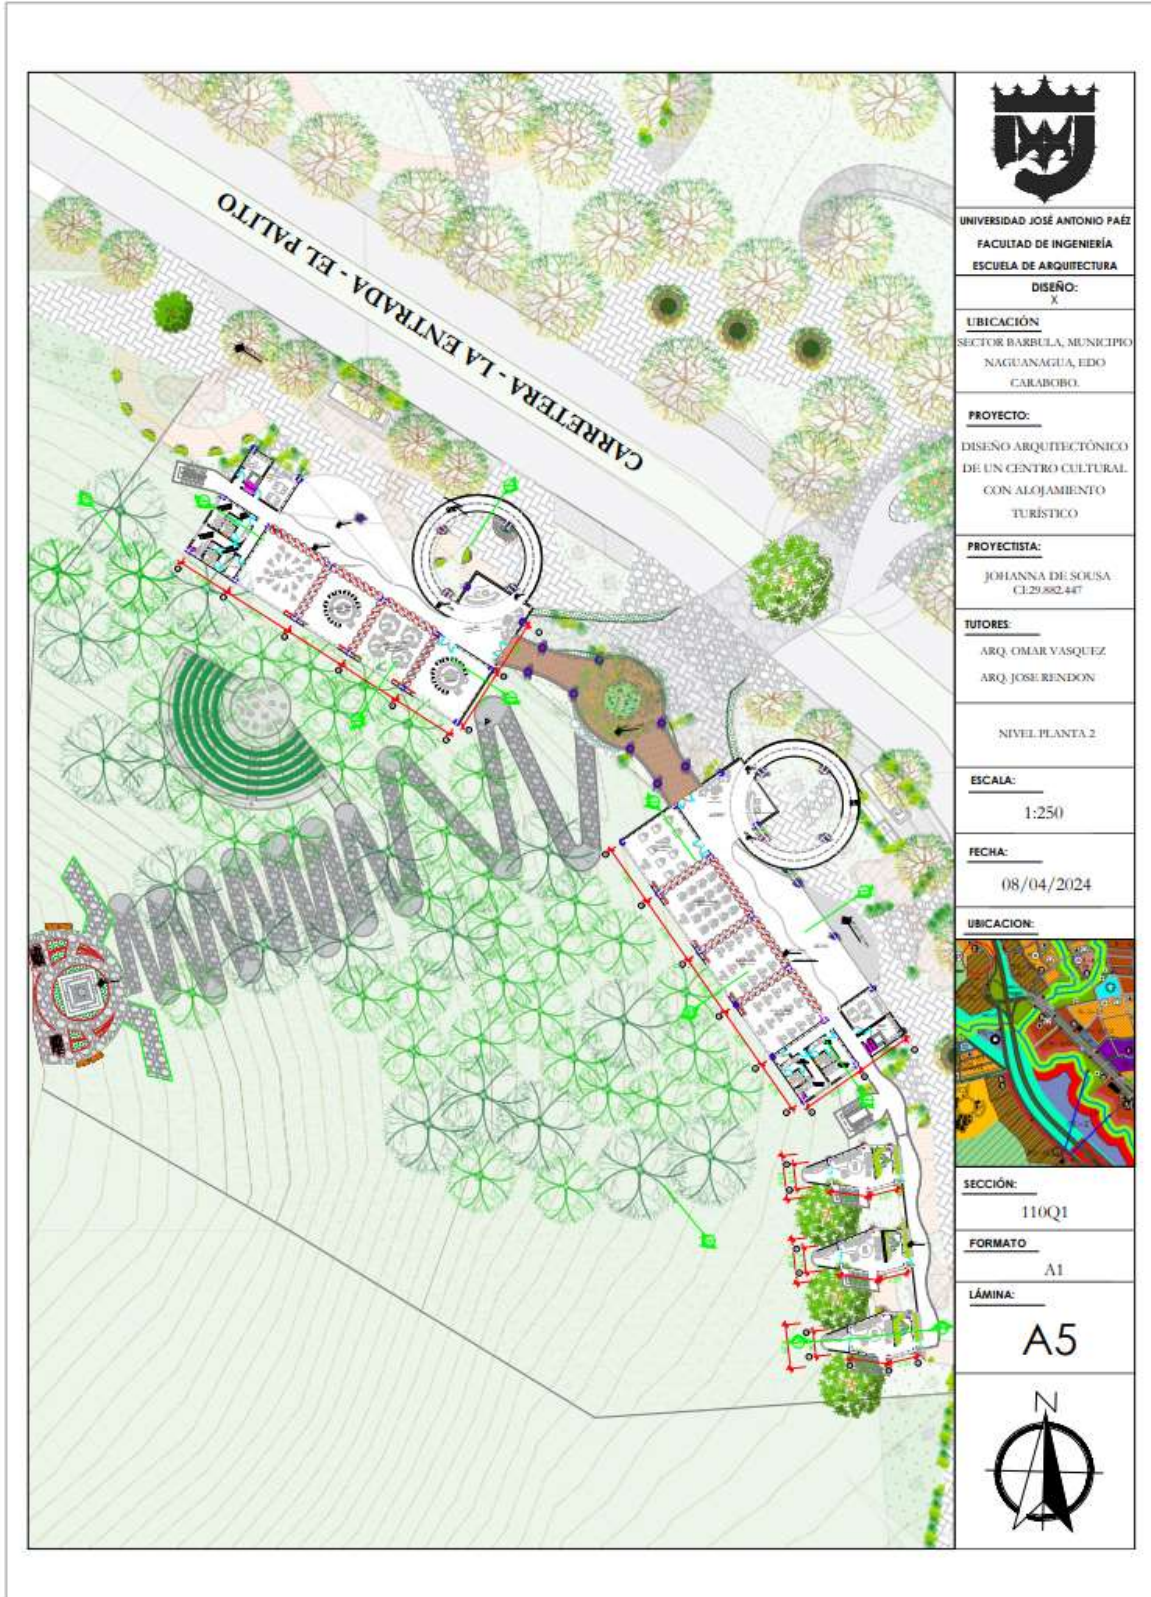 CARRETERA - LA ENTRADA - EL PALITO
UNIVERSIDAD JOSÉ ANTONIO PAÉZ
FACULTAD DE INGENIERÍA
ESCUELA DE ARQUITECTURA
DISEÑO:
X
UBICACIÓN
SECTOR BARBULA, MUNICIPIO
NAGUANAGUA, EDO
CARABOBO.
PROYECTO:
DISEÑO ARQUITECTÓNICO
DE UN CENTRO CULTURAL
CON ALOJAMIENTO
TURÍSTICO
PROYECTISTA:
JOHANNA DE SOUSA
CI:29.882.447
TUTORES:
ARQ. OMAR VASQUEZ
ARQ. JOSE RENDON
NIVEL PLANTA 2
ESCALA:
1:250
FECHA:
08/04/2024
UBICACION:
SECCIÓN:
110Q1
FORMATO
A1
LÁMINA:
A5
N